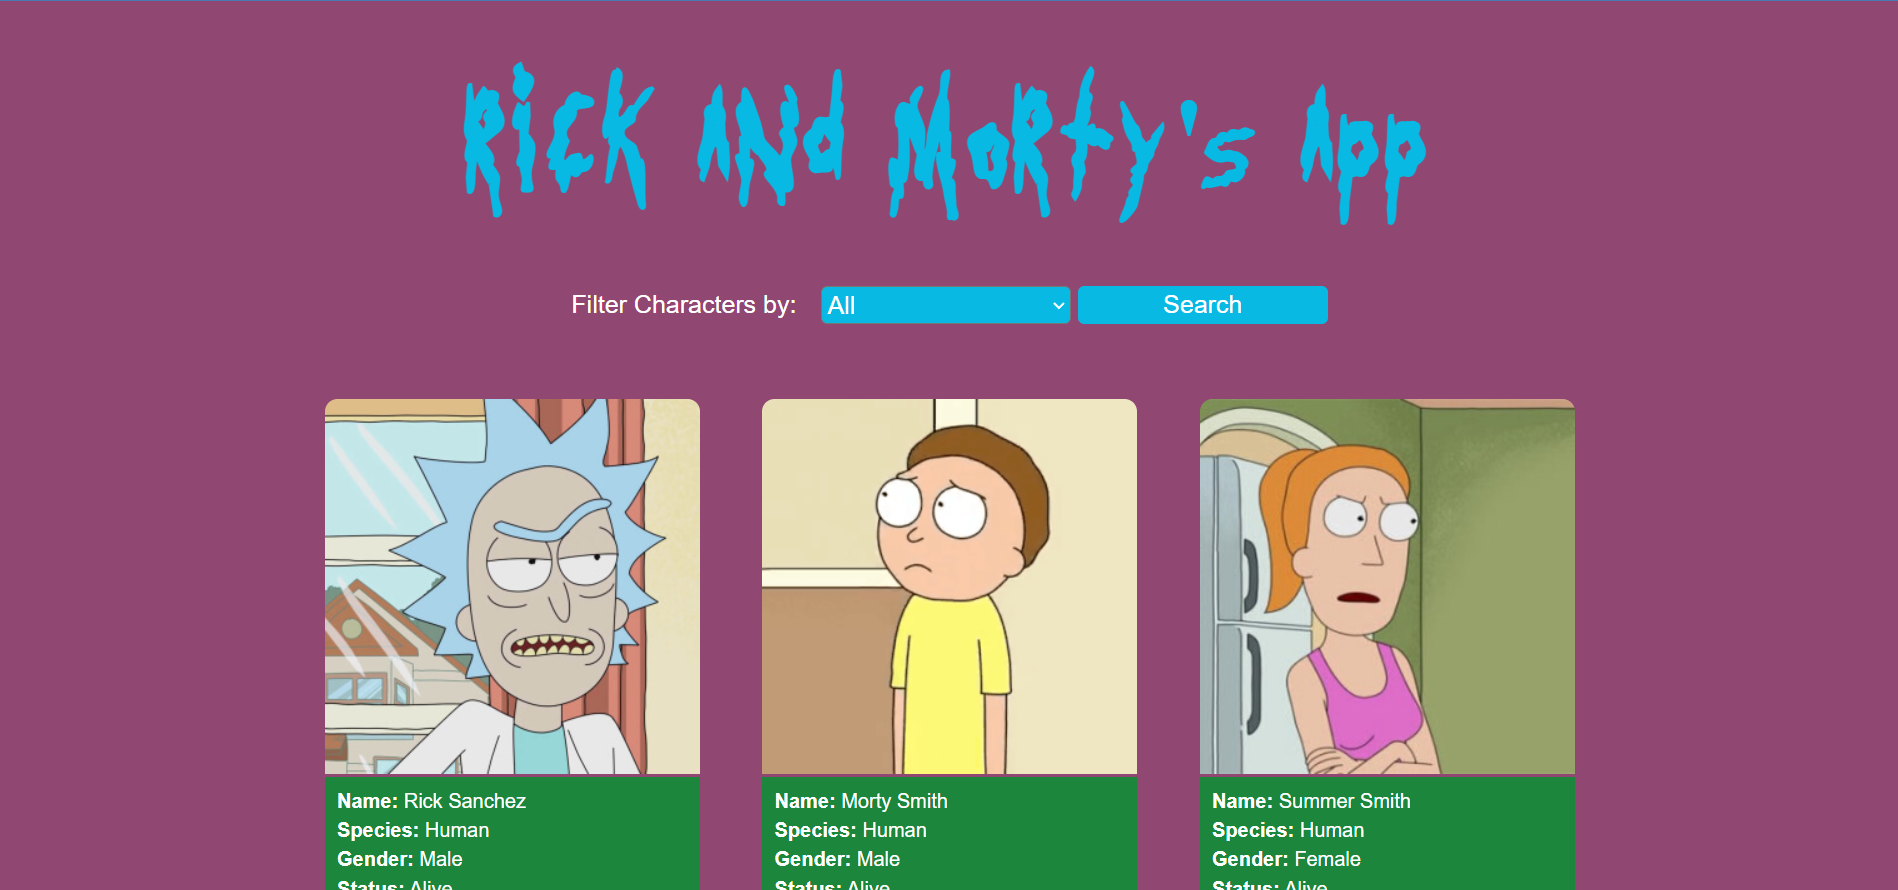 Rick and Morty's App
Filter Characters by: All Search
Name: Rick Sanchez
Species: Human
Gender: Male
Status: Alive
Name: Morty Smith
Species: Human
Gender: Male
Status: Alive
Name: Summer Smith
Species: Human
Gender: Female
Status: Alive